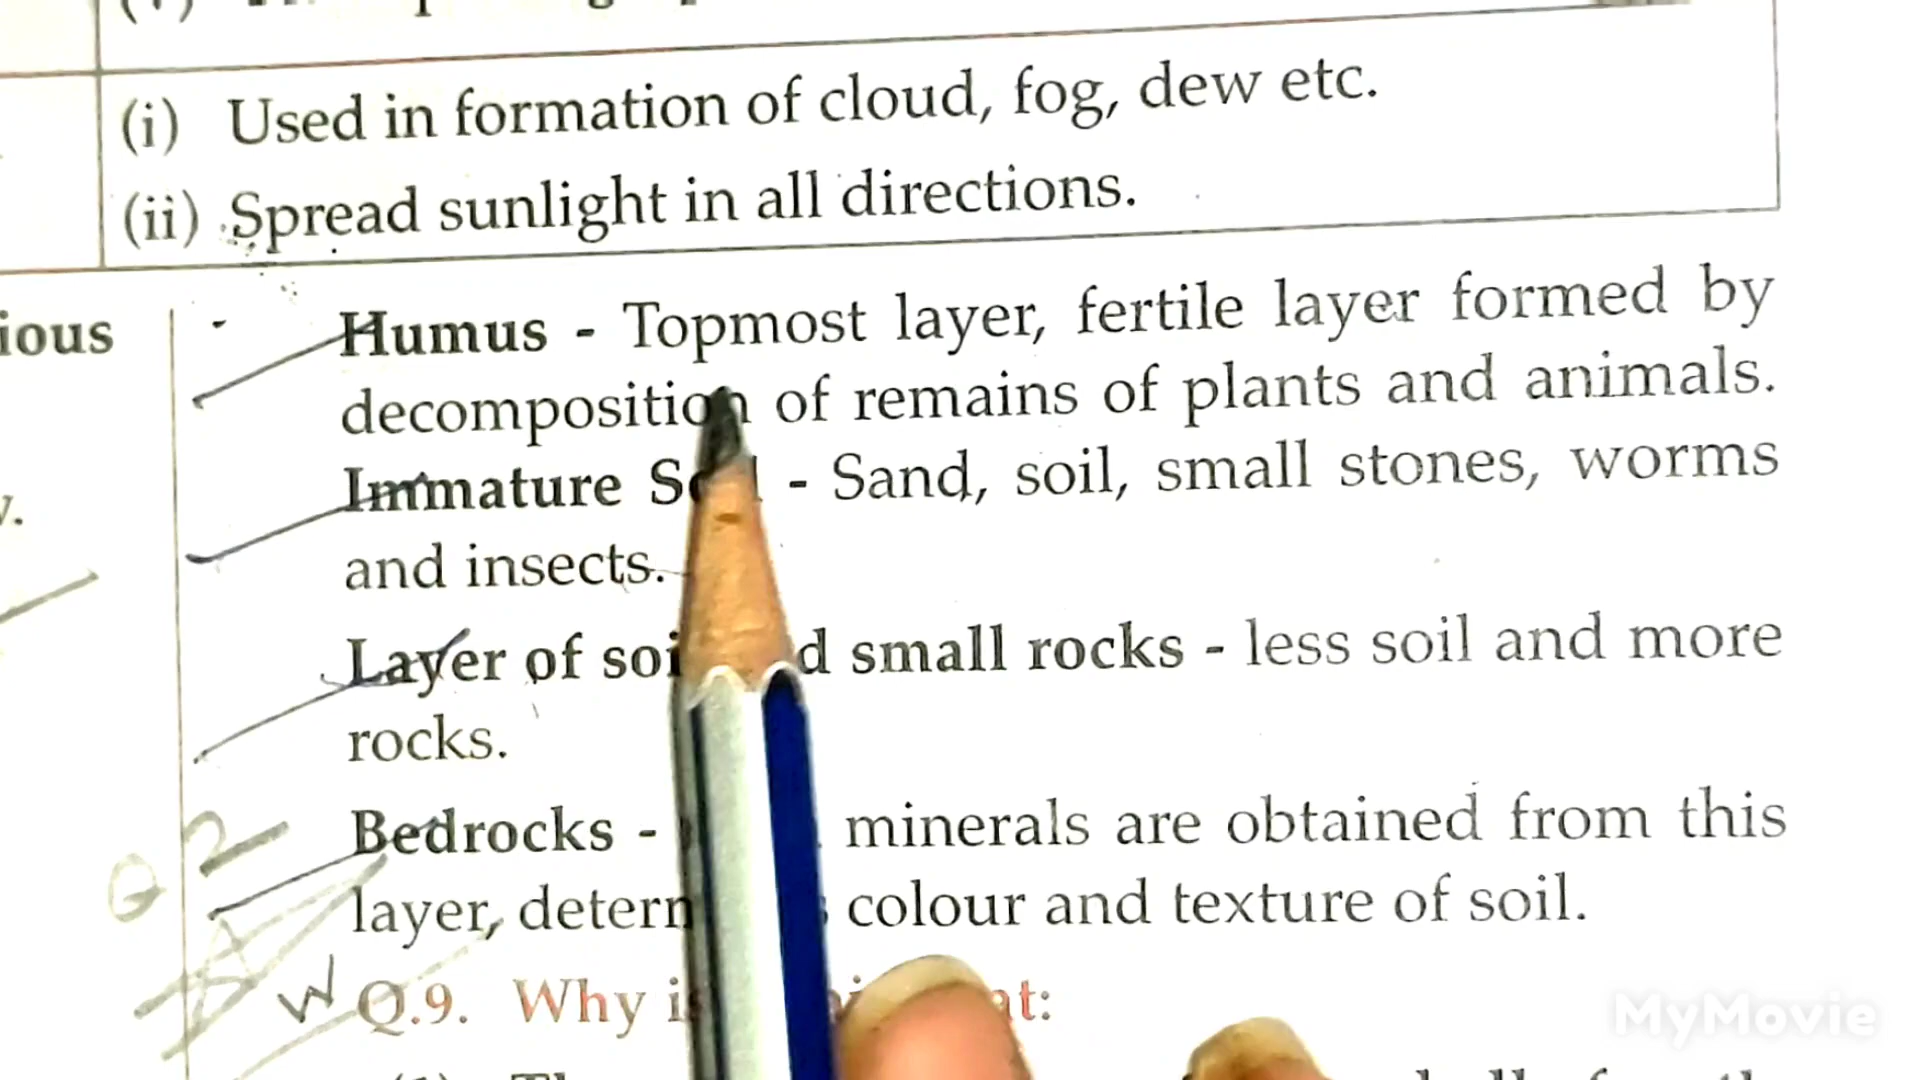 (i) Used in formation of cloud, fog, dew etc.
(ii) Spread sunlight in all directions.
ious
Humus - Topmost layer, fertile layer formed by
decomposition of remains of plants and animals.
Immature - Sand, soil, small stones, worms
and insects.
Layer of small rocks - less soil and more
rocks.
Bedrocks - minerals are obtained from this
layer, colour and texture of soil.
Q 2
W Q.9. Why
MyMovie